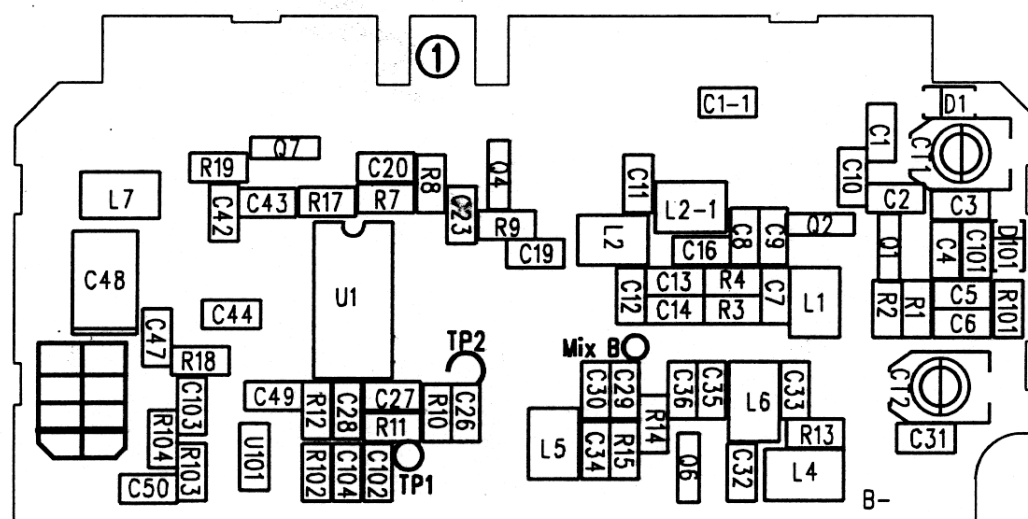 1
C1-1
D1
C1
CT1
Q7
R19
C20
R8
Q4
C11
C10
L7
C42
C43
R17
R7
C23
R9
C19
L2-1
L2
C16
C8
C9
Q2
C2
C3
Q1
C4
C101
D101
C48
U1
C12
C13
R4
C14
R3
C7
L1
R2
R1
C5
C6
R101
C44
C47
R18
TP2
Mix B
CT2
C103
C49
R12
C28
C27
R11
R10
C26
C30
C29
R14
C36
C35
L6
C33
R13
C31
R104
R103
C50
U101
R102
C104
C102
TP1
L5
C34
R15
Q6
C32
L4
B-